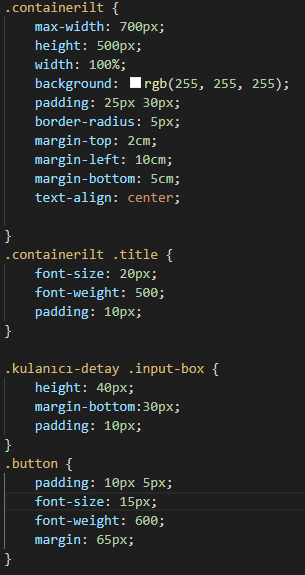 .containerilt {
max-width: 700px;
height: 500px;
width: 100%;
background: rgb(255, 255, 255);
padding: 25px 30px;
border-radius: 5px;
margin-top: 2cm;
margin-left: 10cm;
margin-bottom: 5cm;
text-align: center;
}
.containerilt .title {
font-size: 20px;
font-weight: 500;
padding: 10px;
}
.kulanıcı-detay .input-box {
height: 40px;
margin-bottom:30px;
padding: 10px;
}
.button {
padding: 10px 5px;
font-size: 15px;
font-weight: 600;
margin: 65px;
}